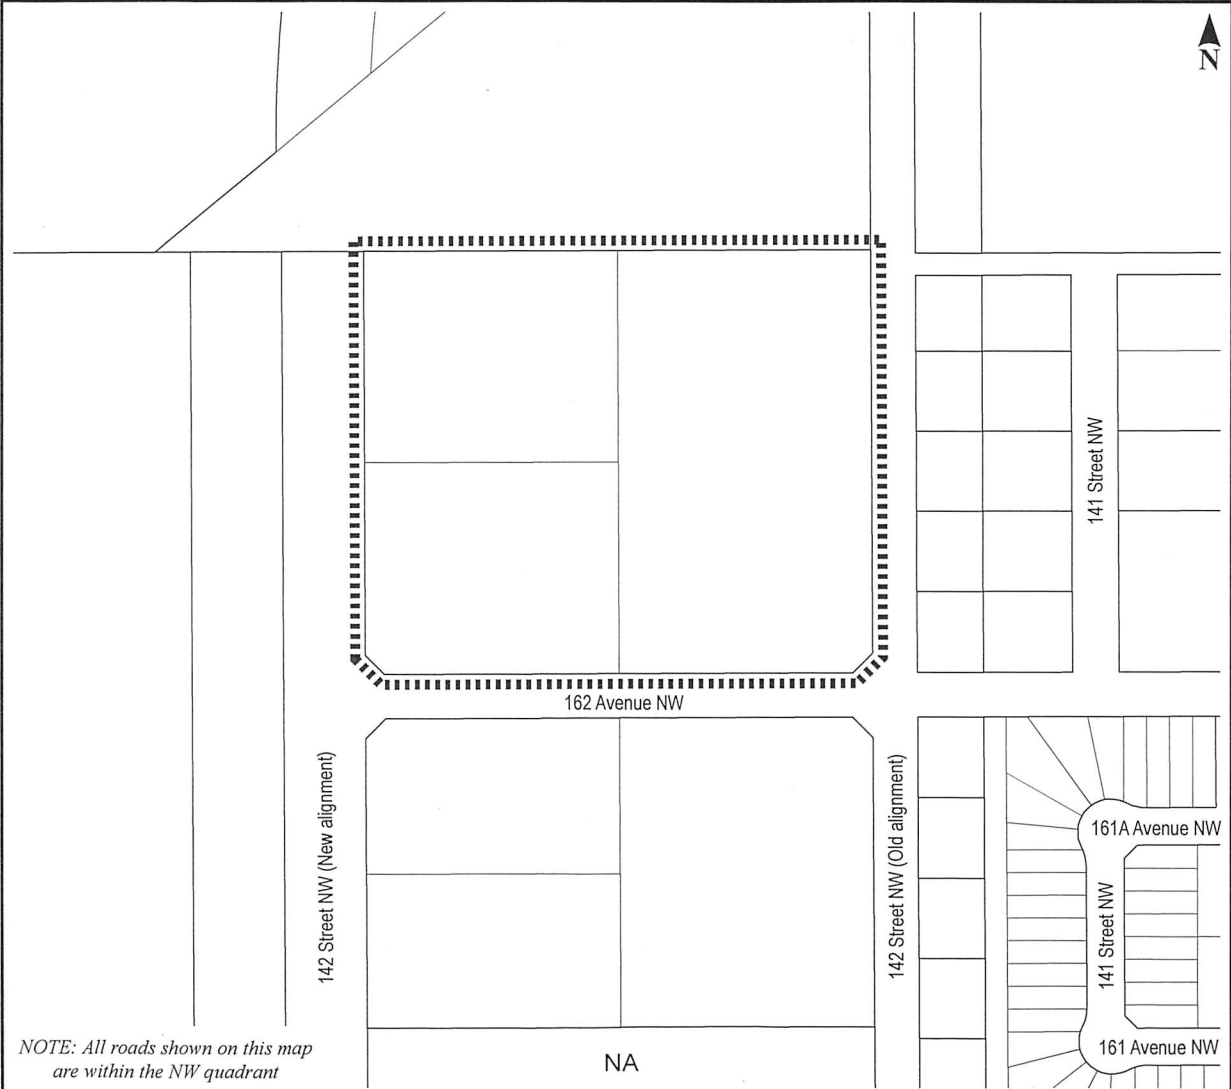 N
141 Street NW
162 Avenue NW
142 Street NW (New alignment)
142 Street NW (Old alignment)
161A Avenue NW
141 Street NW
161 Avenue NW
NOTE: All roads shown on this map
are within the NW quadrant
NA